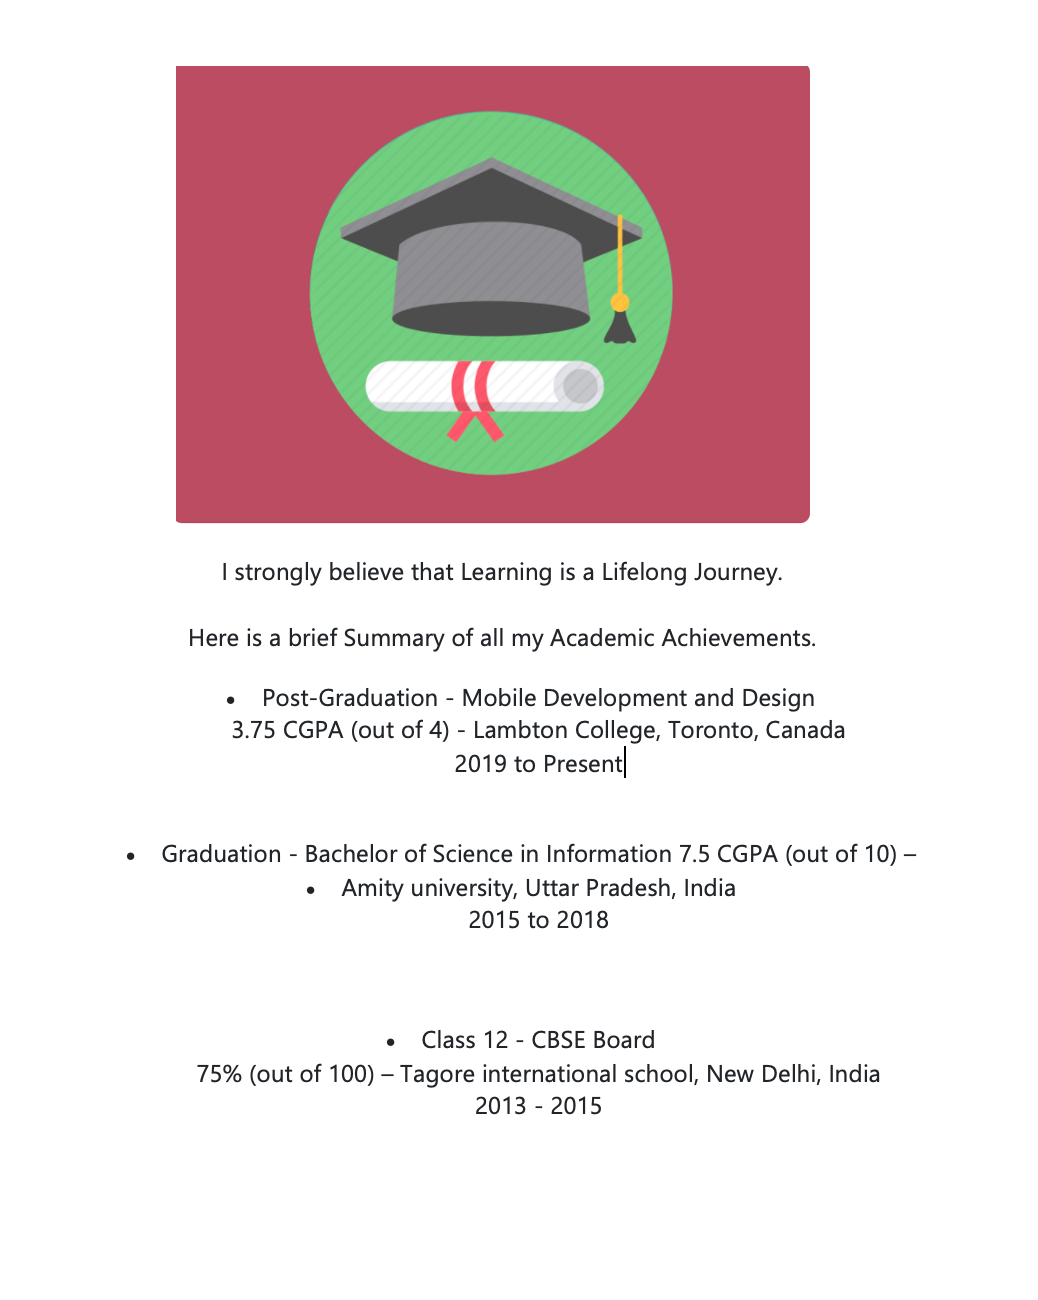 I strongly believe that Learning is a Lifelong Journey.
Here is a brief Summary of all my Academic Achievements.
• Post-Graduation - Mobile Development and Design
3.75 CGPA (out of 4) - Lambton College, Toronto, Canada
2019 to Present
• Graduation - Bachelor of Science in Information 7.5 CGPA (out of 10) –
• Amity university, Uttar Pradesh, India
2015 to 2018
• Class 12 - CBSE Board
75% (out of 100) – Tagore international school, New Delhi, India
2013 - 2015